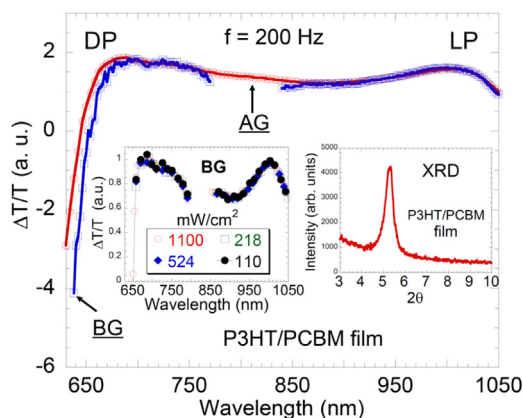 DP
f = 200 Hz
LP
AG
BG
ΔT/T (a. u.)
2
0
-2
-4
-6
650
750
850
950
1050
Wavelength (nm)
P3HT/PCBM film
BG
mW/cm²
1100
218
524
110
ΔT/T (a.u.)
1
0.8
0.6
0.4
0.2
0
650
750
850
950
1050
Wavelength (nm)
XRD
P3HT/PCBM
film
Intensity (arb. units)
5000
4000
3000
2000
1000
0
3 4 5 6 7 8 9 10
2θ